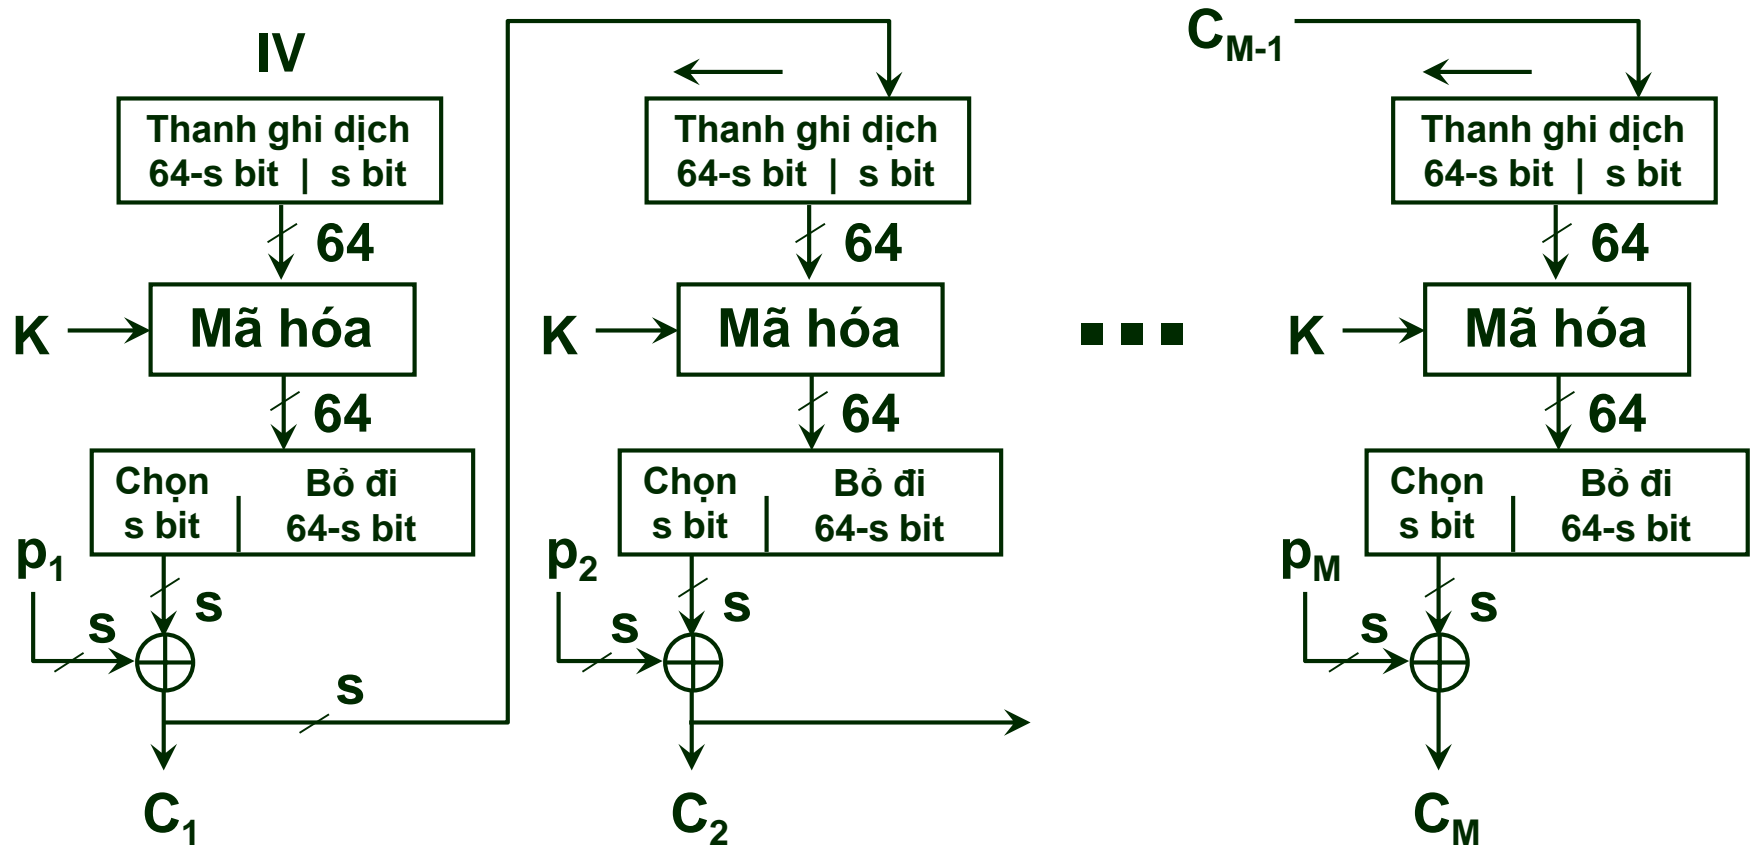 IV
Thanh ghi dịch
64-s bit | s bit
64
K
Mã hóa
64
Chọn
s bit
Bỏ đi
64-s bit
p1
s
s
s
C1
Thanh ghi dịch
64-s bit | s bit
64
K
Mã hóa
64
Chọn
s bit
Bỏ đi
64-s bit
p2
s
s
C2
CM-1
Thanh ghi dịch
64-s bit | s bit
64
K
Mã hóa
64
Chọn
s bit
Bỏ đi
64-s bit
pM
s
s
CM